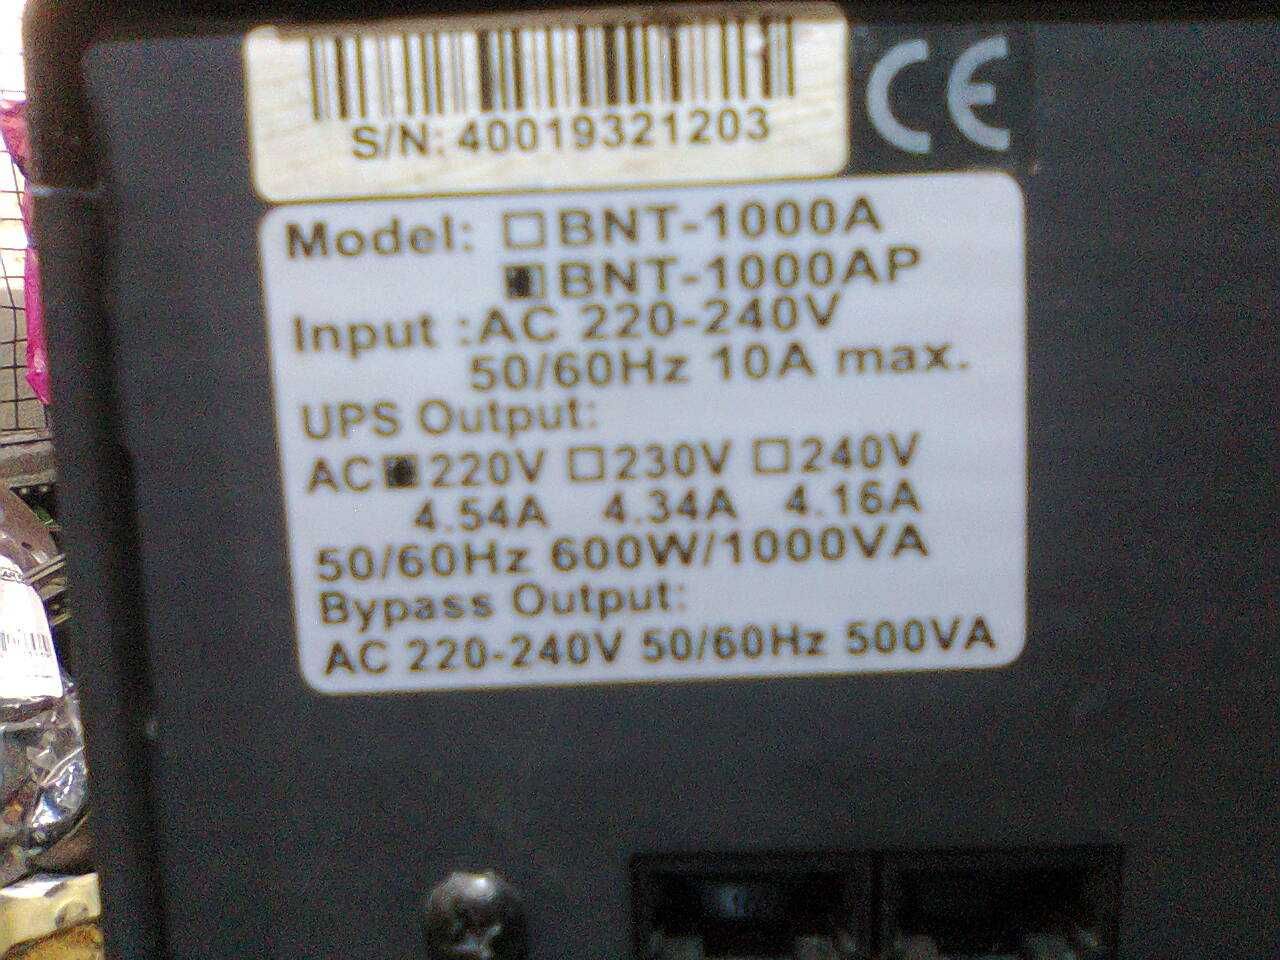 S/N: 40019321203
CE
Model: ☐BNT-1000A
■BNT-1000AP
Input :AC 220-240V
50/60Hz 10A max.
UPS Output:
AC■220V ☐230V ☐240V
4.54A 4.34A 4.16A
50/60Hz 600W/1000VA
Bypass Output:
AC 220-240V 50/60Hz 500VA